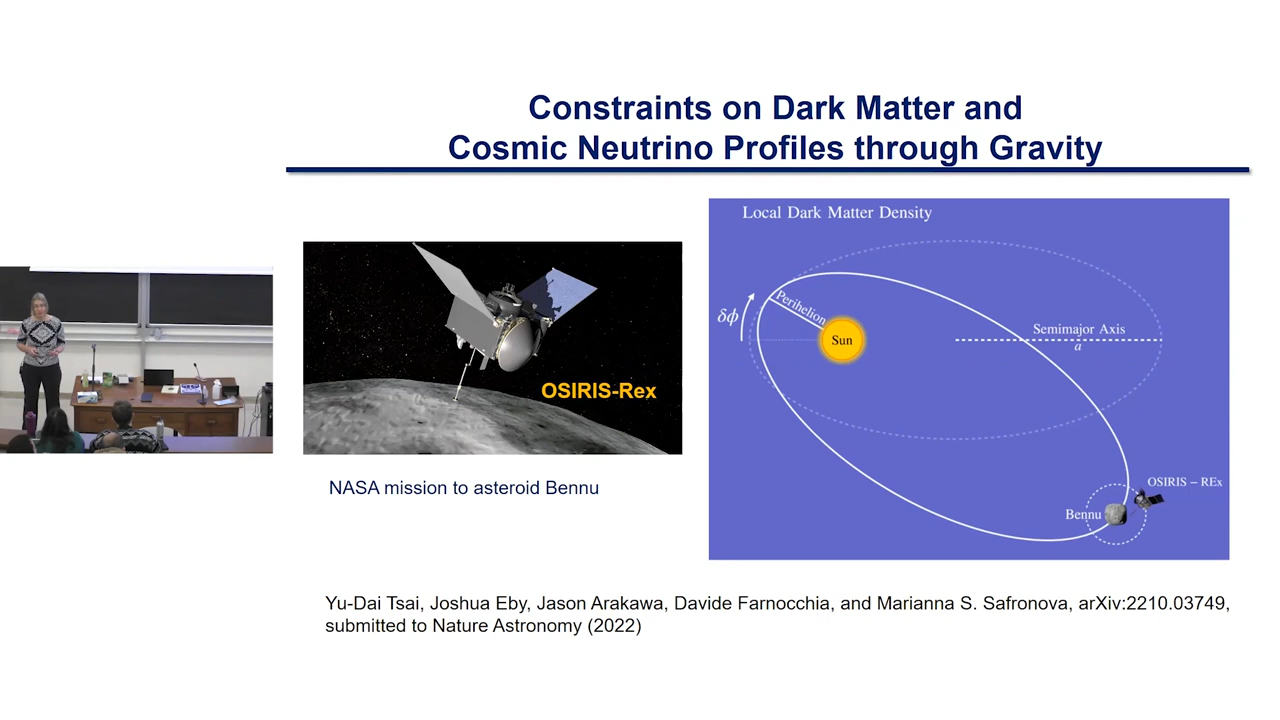 Constraints on Dark Matter and
Cosmic Neutrino Profiles through Gravity
OSIRIS-Rex
NASA mission to asteroid Bennu
Local Dark Matter Density
δϕ
Perihelion
Sun
Semimajor Axis
a
OSIRIS – REx
Bennu
Yu-Dai Tsai, Joshua Eby, Jason Arakawa, Davide Farnocchia, and Marianna S. Safronova, arXiv:2210.03749,
submitted to Nature Astronomy (2022)